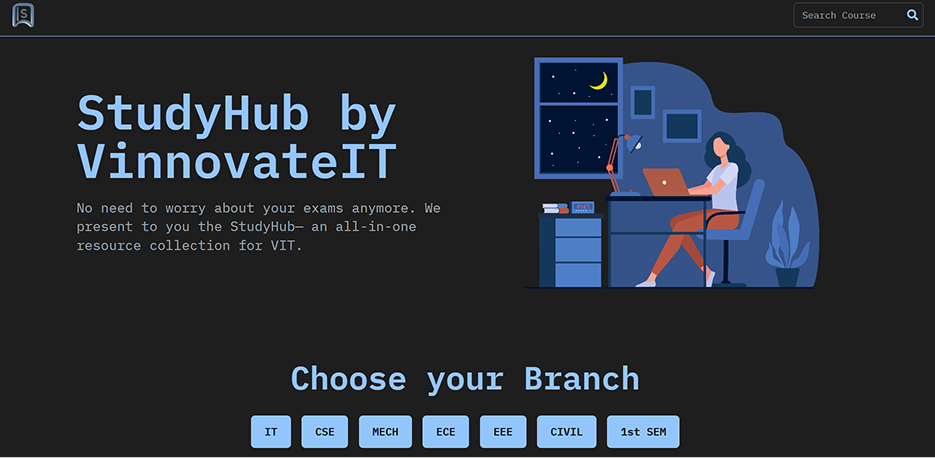 S
Search Course
StudyHub by
VinnovateIT
No need to worry about your exams anymore. We
present to you the StudyHub— an all-in-one
resource collection for VIT.
Choose your Branch
IT CSE MECH ECE EEE CIVIL 1st SEM